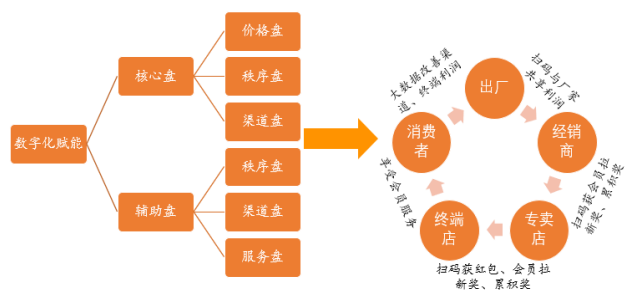 数字化赋能
核心盘
价格盘
秩序盘
渠道盘
辅助盘
秩序盘
渠道盘
服务盘
出厂
扫码与厂家
共享利润
经销
商
扫码获会员拉
新奖、累积奖
专卖
店
扫码获红包、会员拉
新奖、累积奖
终端
店
享受会员服务
消费
者
大数据改善渠
道、终端利润